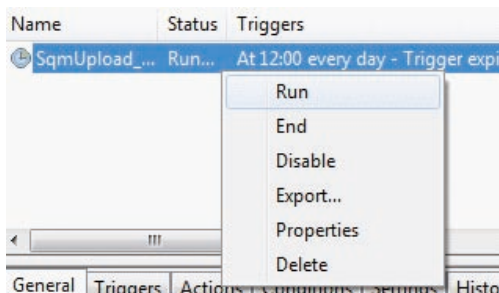 Name Status Triggers
SqmUpload_... Run... At 12:00 every day - Trigger expi
Run
End
Disable
Export...
Properties
Delete
General Triggers Actions Conditions Settings Histo